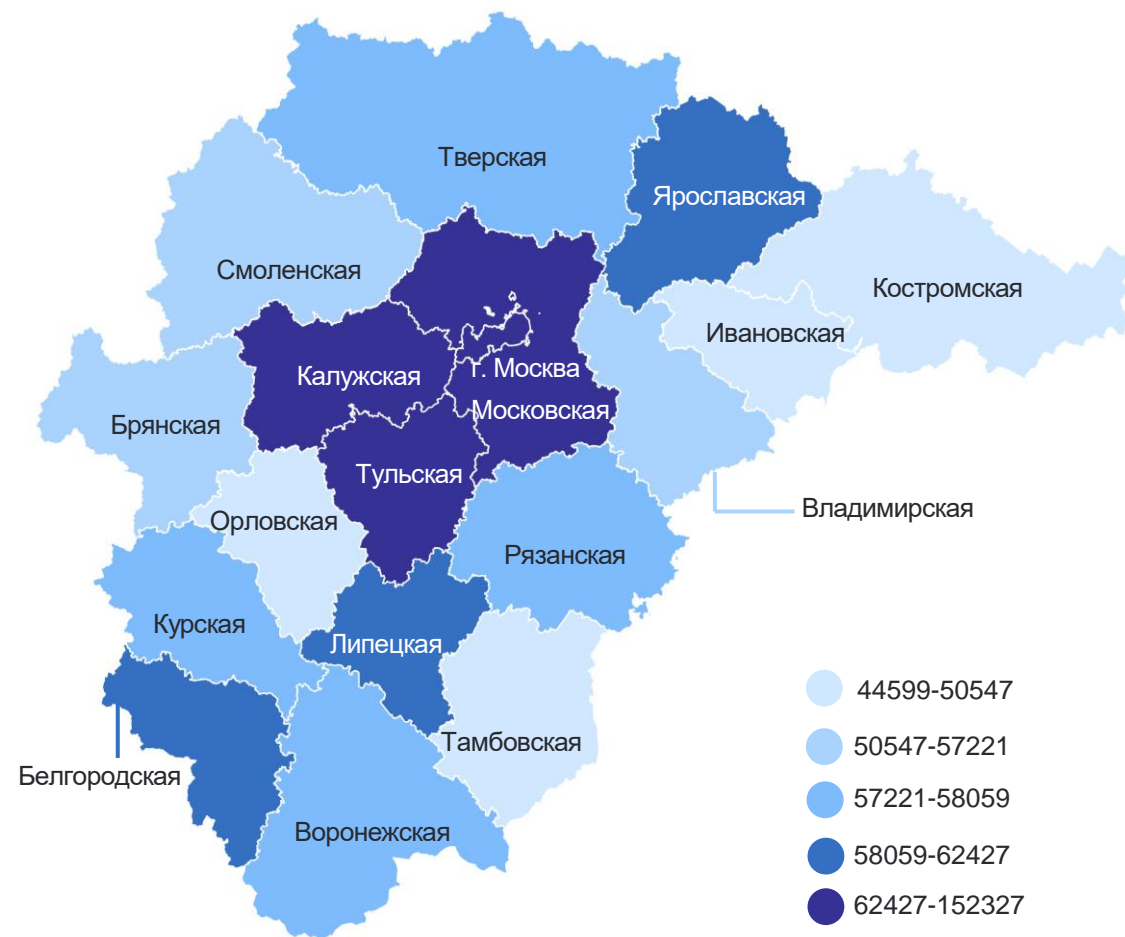 Тверская
Ярославская
Смоленская
Костромская
Ивановская
г. Москва
Калужская
Московская
Брянская
Тульская
Владимирская
Орловская
Рязанская
Курская
Липецкая
Тамбовская
Белгородская
Воронежская
44599-50547
50547-57221
57221-58059
58059-62427
62427-152327